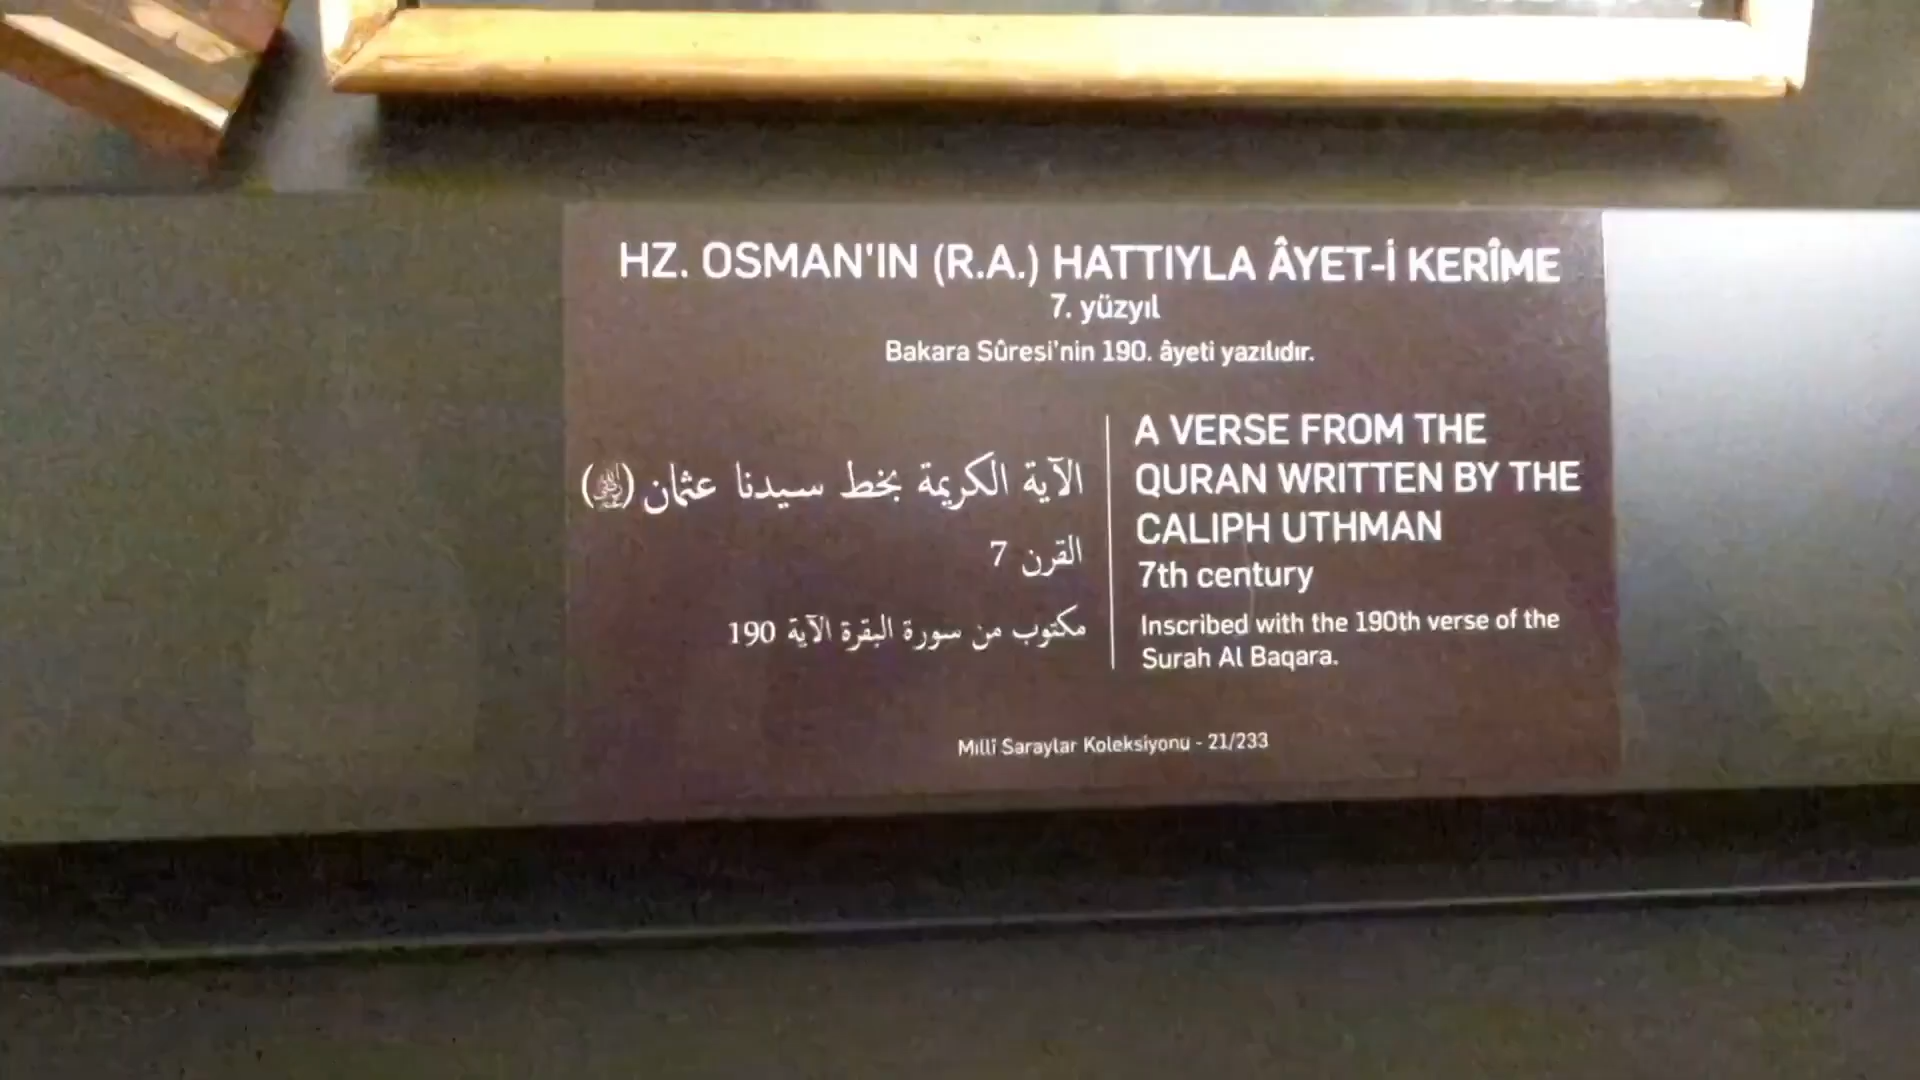 HZ. OSMAN'IN (R.A.) HATTIYLA ÂYET-İ KERÎME
7. yüzyıl
Bakara Sûresi'nin 190. âyeti yazılıdır.
الآية الكريمة بخط سيدنا عثمان (رضي الله عنه)
القرن 7
مكتوب من سورة البقرة الآية 190
A VERSE FROM THE
QURAN WRITTEN BY THE
CALIPH UTHMAN
7th century
Inscribed with the 190th verse of the
Surah Al Baqara.
Millî Saraylar Koleksiyonu - 21/233